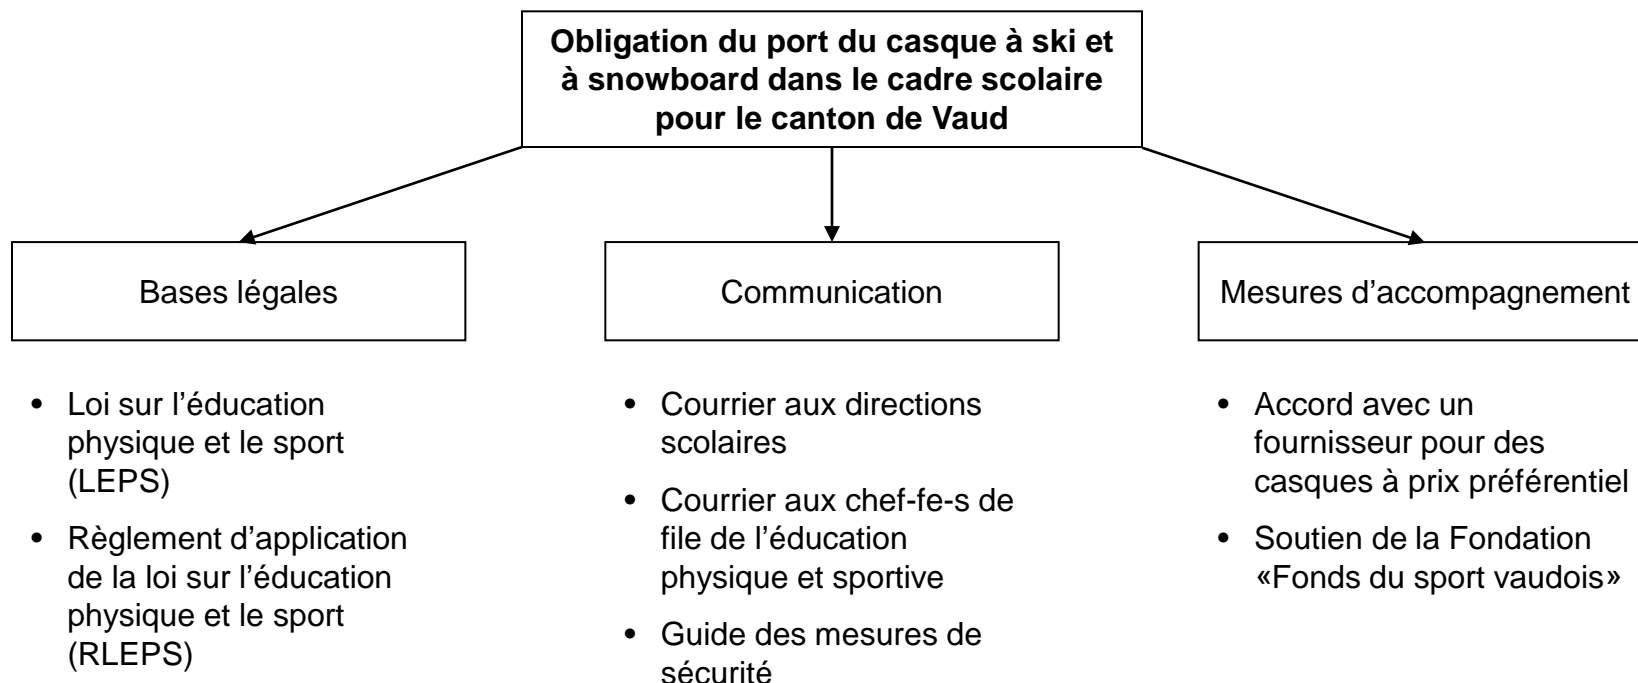 Obligation du port du casque à ski et
à snowboard dans le cadre scolaire
pour le canton de Vaud
Bases légales
Communication
Mesures d’accompagnement
• Loi sur l’éducation
physique et le sport
(LEPS)
• Règlement d’application
de la loi sur l’éducation
physique et le sport
(RLEPS)
• Courrier aux directions
scolaires
• Courrier aux chef-fe-s de
file de l’éducation
physique et sportive
• Guide des mesures de
sécurité
• Accord avec un
fournisseur pour des
casques à prix préférentiel
• Soutien de la Fondation
«Fonds du sport vaudois»